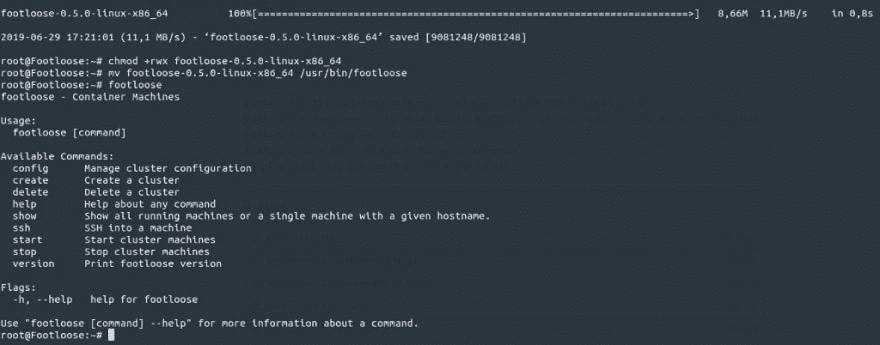 footloose-0.5.0-linux-x86_64 100%[=========================================================================>] 8,66M 11,1MB/s in 0,8s
2019-06-29 17:21:01 (11,1 MB/s) - ‘footloose-0.5.0-linux-x86_64’ saved [9081248/9081248]
root@Footloose:~# chmod +rwx footloose-0.5.0-linux-x86_64
root@Footloose:~# mv footloose-0.5.0-linux-x86_64 /usr/bin/footloose
root@Footloose:~# footloose
footloose - Container Machines
Usage:
footloose [command]
Available Commands:
config Manage cluster configuration
create Create a cluster
delete Delete a cluster
help Help about any command
show Show all running machines or a single machine with a given hostname.
ssh SSH into a machine
start Start cluster machines
stop Stop cluster machines
version Print footloose version
Flags:
-h, --help help for footloose
Use "footloose [command] --help" for more information about a command.
root@Footloose:~#